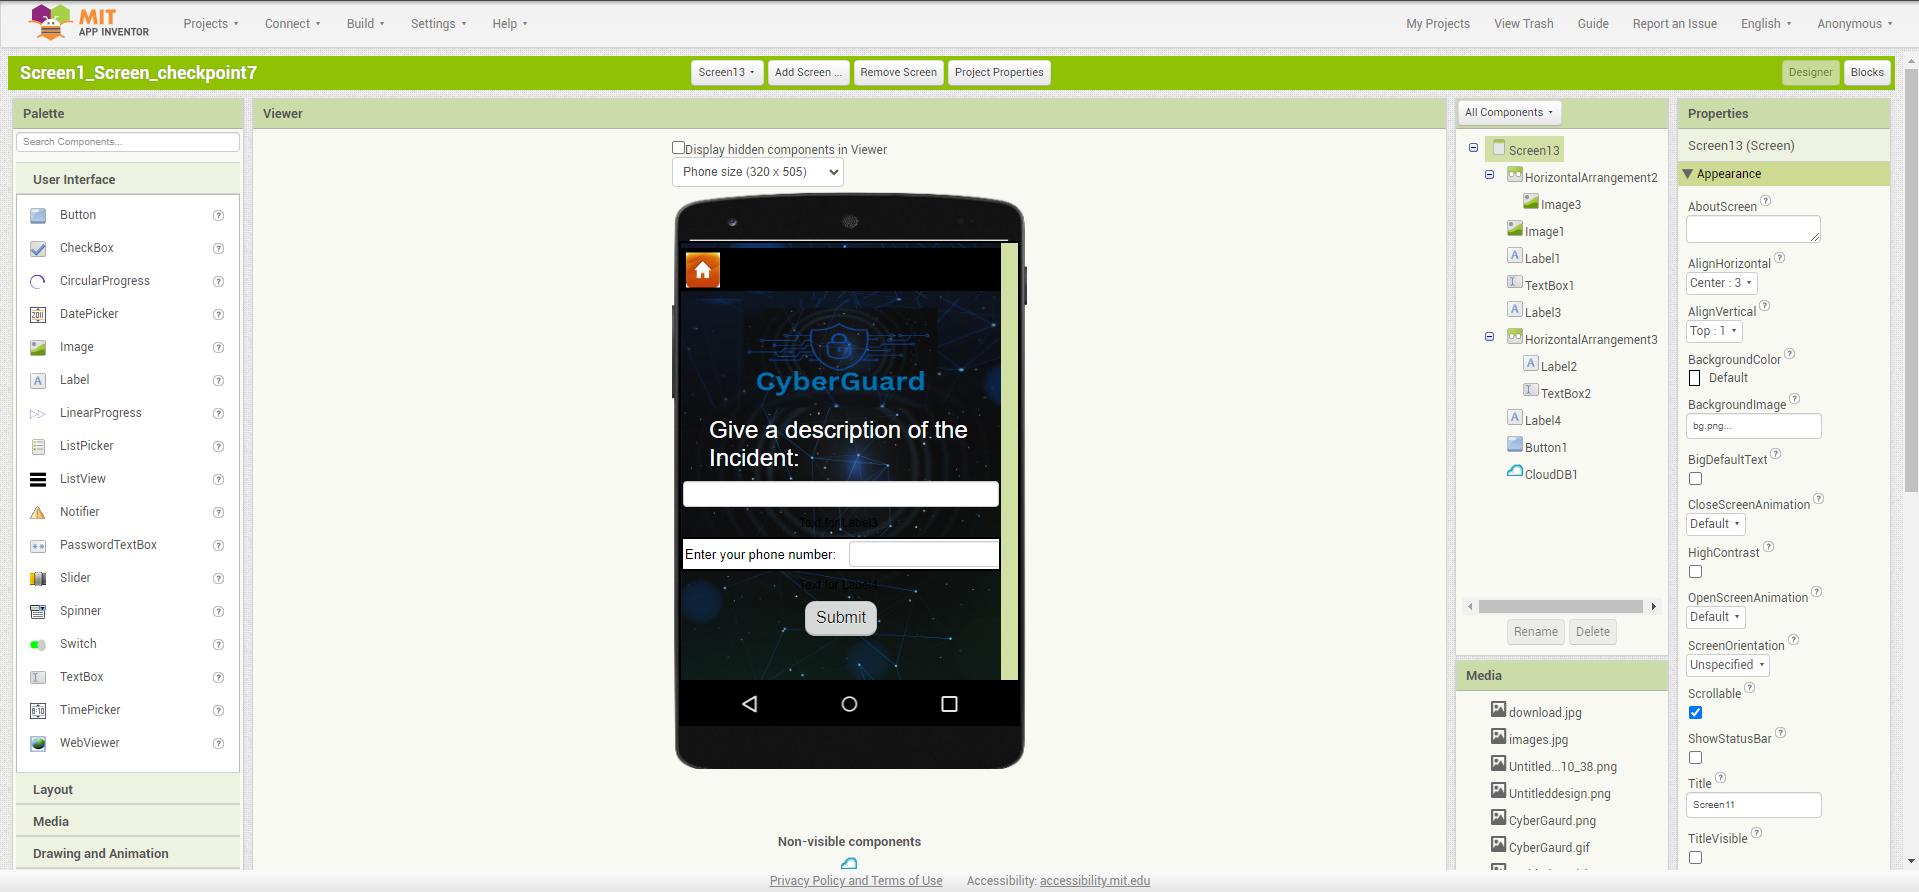 MIT
APP INVENTOR
Projects
Connect
Build
Settings
Help
My Projects
View Trash
Guide
Report an Issue
English
Anonymous
Screen1_Screen_checkpoint7
Screen13
Add Screen ...
Remove Screen
Project Properties
Designer
Blocks
Palette
Search Components...
User Interface
Button
CheckBox
CircularProgress
DatePicker
Image
Label
LinearProgress
ListPicker
ListView
Notifier
PasswordTextBox
Slider
Spinner
Switch
TextBox
TimePicker
WebViewer
Layout
Media
Drawing and Animation
Viewer
Display hidden components in Viewer
Phone size (320 x 505)
CyberGuard
Give a description of the
Incident:
Text for Label3
Enter your phone number:
Text for Label4
Submit
Non-visible components
All Components
Screen13
HorizontalArrangement2
Image3
Image1
Label1
TextBox1
Label3
HorizontalArrangement3
Label2
TextBox2
Label4
Button1
CloudDB1
Rename
Delete
Media
download.jpg
images.jpg
Untitled...10_38.png
Untitleddesign.png
CyberGaurd.png
CyberGaurd.gif
Properties
Screen13 (Screen)
Appearance
AboutScreen
AlignHorizontal
Center : 3
AlignVertical
Top : 1
BackgroundColor
Default
BackgroundImage
bg.png...
BigDefaultText
CloseScreenAnimation
Default
HighContrast
OpenScreenAnimation
Default
ScreenOrientation
Unspecified
Scrollable
ShowStatusBar
Title
Screen11
TitleVisible
Privacy Policy and Terms of Use
Accessibility: accessibility.mit.edu